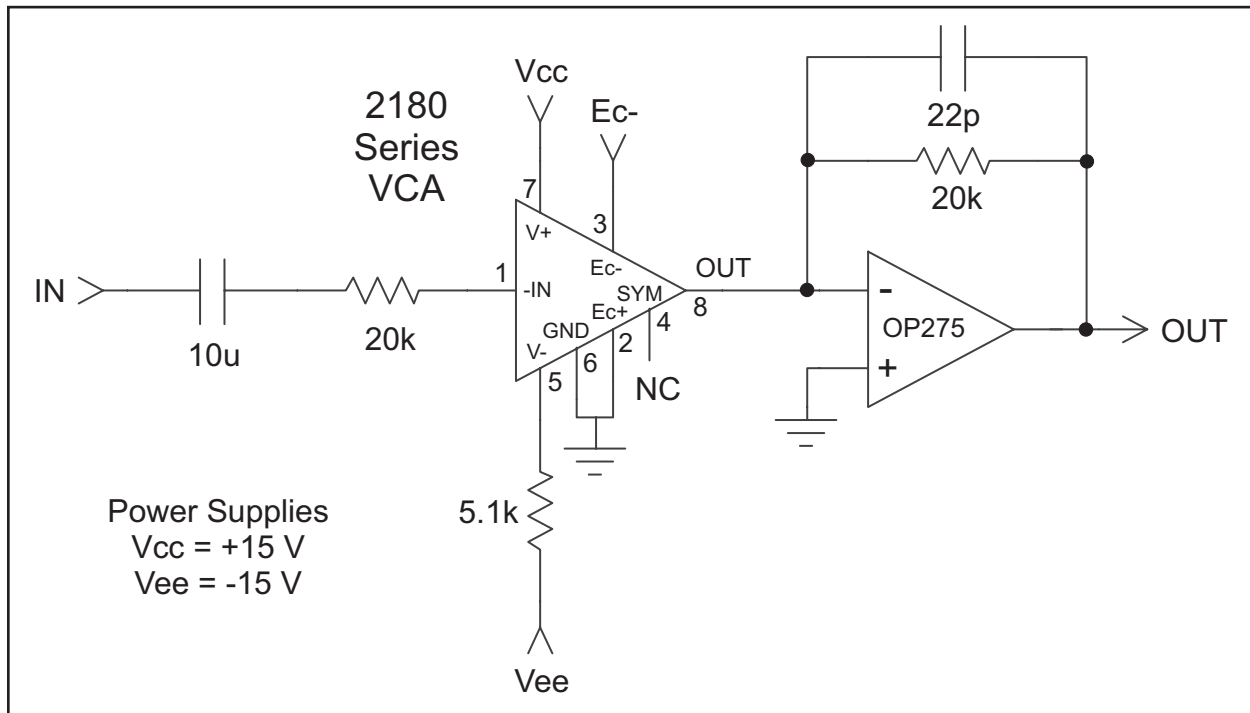 2180
Series
VCA
Vcc
Ec-
7
3
V+
Ec-
22p
20k
IN
10u
20k
1
-IN
SYM
Ec+
GND
V-
OUT
8
4
2
6
5
NC
-
OP275
+
OUT
5.1k
Power Supplies
Vcc = +15 V
Vee = -15 V
Vee